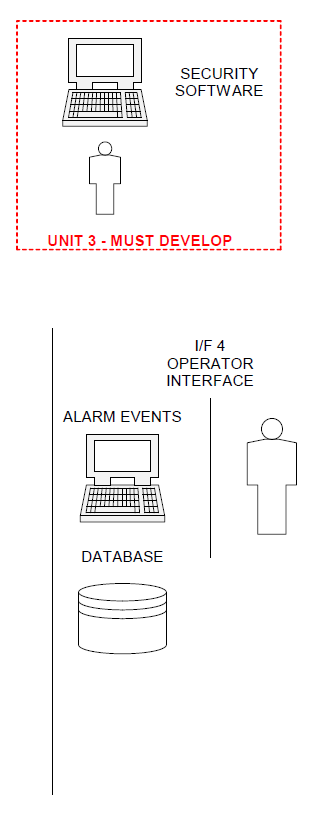 SECURITY
SOFTWARE
UNIT 3 - MUST DEVELOP
I/F 4
OPERATOR
INTERFACE
ALARM EVENTS
DATABASE